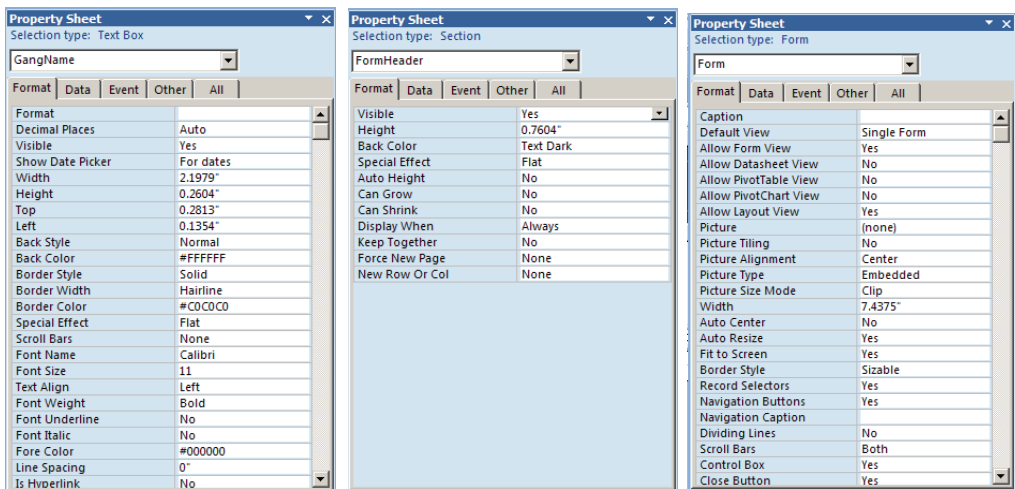 Property Sheet
Selection type: Text Box
GangName
Format Data Event Other All
Format
Decimal Places Auto
Visible Yes
Show Date Picker For dates
Width 2.1979"
Height 0.2604"
Top 0.2813"
Left 0.1354"
Back Style Normal
Back Color #FFFFFF
Border Style Solid
Border Width Hairline
Border Color #C0C0C0
Special Effect Flat
Scroll Bars None
Font Name Calibri
Font Size 11
Text Align Left
Font Weight Bold
Font Underline No
Font Italic No
Fore Color #000000
Line Spacing 0"
Is Hyperlink No
Property Sheet
Selection type: Section
FormHeader
Format Data Event Other All
Visible Yes
Height 0.7604"
Back Color Text Dark
Special Effect Flat
Auto Height No
Can Grow No
Can Shrink No
Display When Always
Keep Together No
Force New Page None
New Row Or Col None
Property Sheet
Selection type: Form
Form
Format Data Event Other All
Caption
Default View Single Form
Allow Form View Yes
Allow Datasheet View No
Allow PivotTable View No
Allow PivotChart View No
Allow Layout View Yes
Picture (none)
Picture Tiling No
Picture Alignment Center
Picture Type Embedded
Picture Size Mode Clip
Width 7.4375"
Auto Center No
Auto Resize Yes
Fit to Screen Yes
Border Style Sizable
Record Selectors Yes
Navigation Buttons Yes
Navigation Caption
Dividing Lines No
Scroll Bars Both
Control Box Yes
Close Button Yes